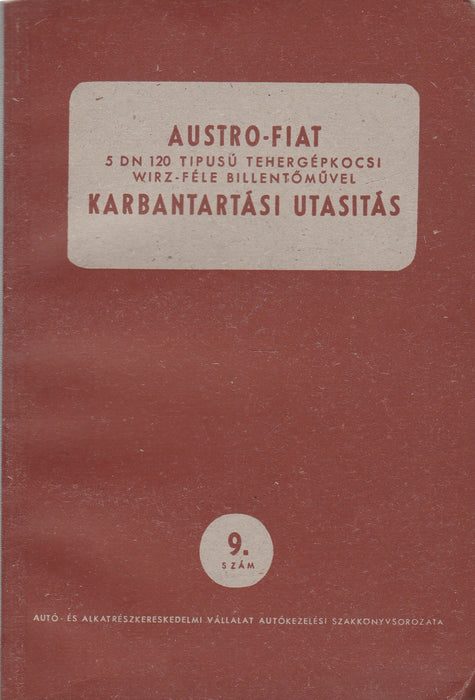 AUSTRO-FIAT
5 DN 120 TIPUSÚ TEHERGÉPKOCSI
WIRZ-FÉLE BILLENTŐMŰVEL
KARBANTARTÁSI UTASITÁS
9.
SZÁM
AUTÓ- ÉS ALKATRÉSZKERESKEDELMI VÁLLALAT AUTÓKEZELÉSI SZAKKÖNYVSOROZATA